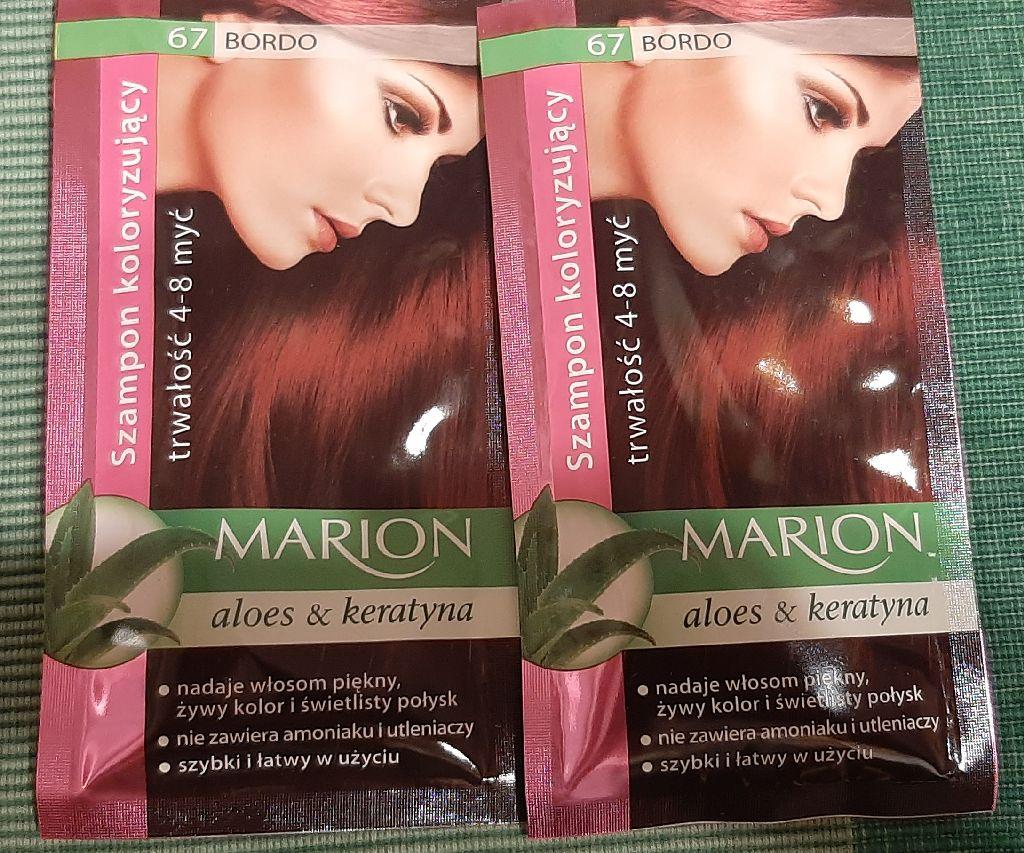 67 BORDO
Szampon koloryzujący
trwałość 4-8 myć
MARION
aloes & keratyna
• nadaje włosom piękny,
żywy kolor i świetlisty połysk
• nie zawiera amoniaku i utleniaczy
• szybki i łatwy w użyciu
67 BORDO
Szampon koloryzujący
trwałość 4-8 myć
MARION™
aloes & keratyna
• nadaje włosom piękny,
żywy kolor i świetlisty połysk
• nie zawiera amoniaku i utleniaczy
• szybki i łatwy w użyciu